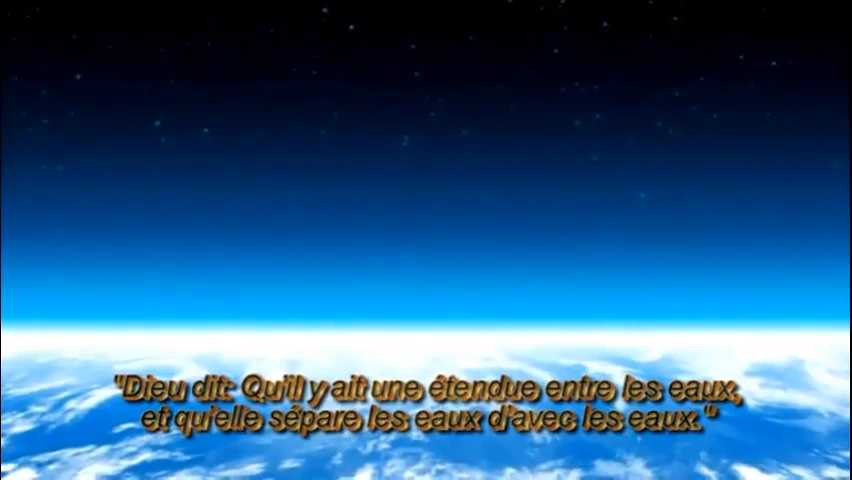 "Dieu dit: Qu'il y ait une étendue entre les eaux,
et qu'elle sépare les eaux d'avec les eaux."